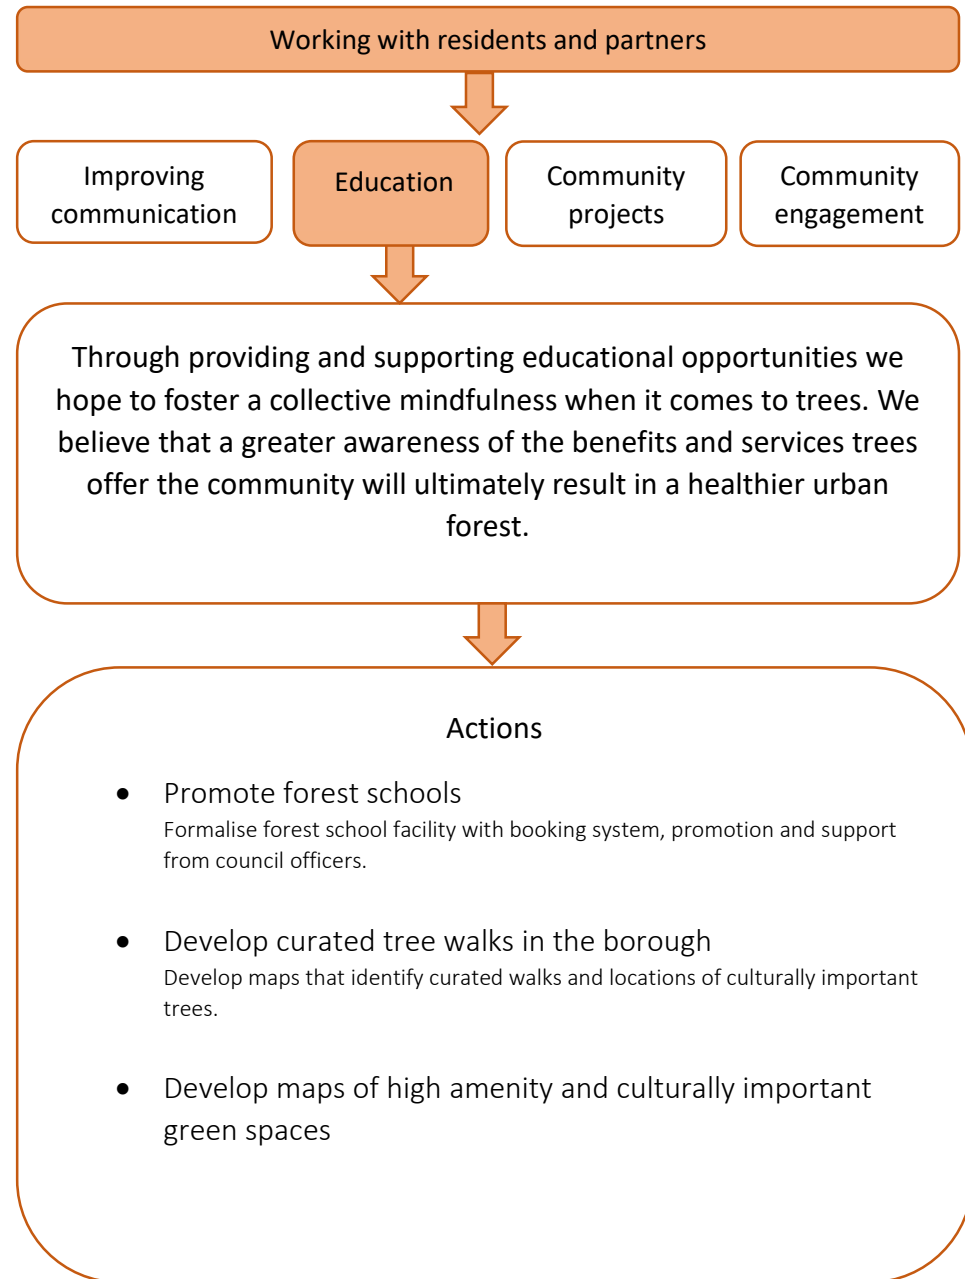 Working with residents and partners
Improving
communication
Education
Community
projects
Community
engagement
Through providing and supporting educational opportunities we
hope to foster a collective mindfulness when it comes to trees. We
believe that a greater awareness of the benefits and services trees
offer the community will ultimately result in a healthier urban
forest.
Actions
• Promote forest schools
Formalise forest school facility with booking system, promotion and support
from council officers.
• Develop curated tree walks in the borough
Develop maps that identify curated walks and locations of culturally important
trees.
• Develop maps of high amenity and culturally important
green spaces